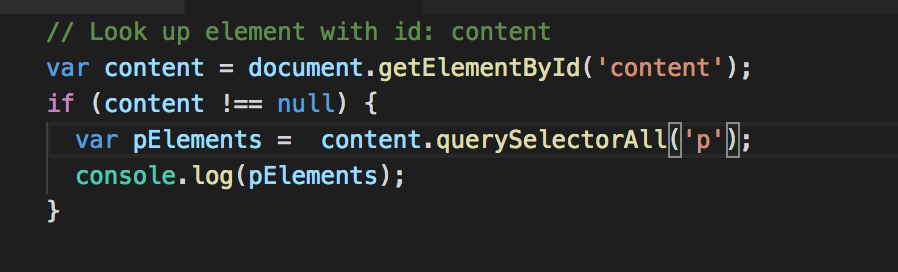 // Look up element with id: content
var content = document.getElementById('content');
if (content !== null) {
  var pElements =  content.querySelectorAll('p');
  console.log(pElements);
}